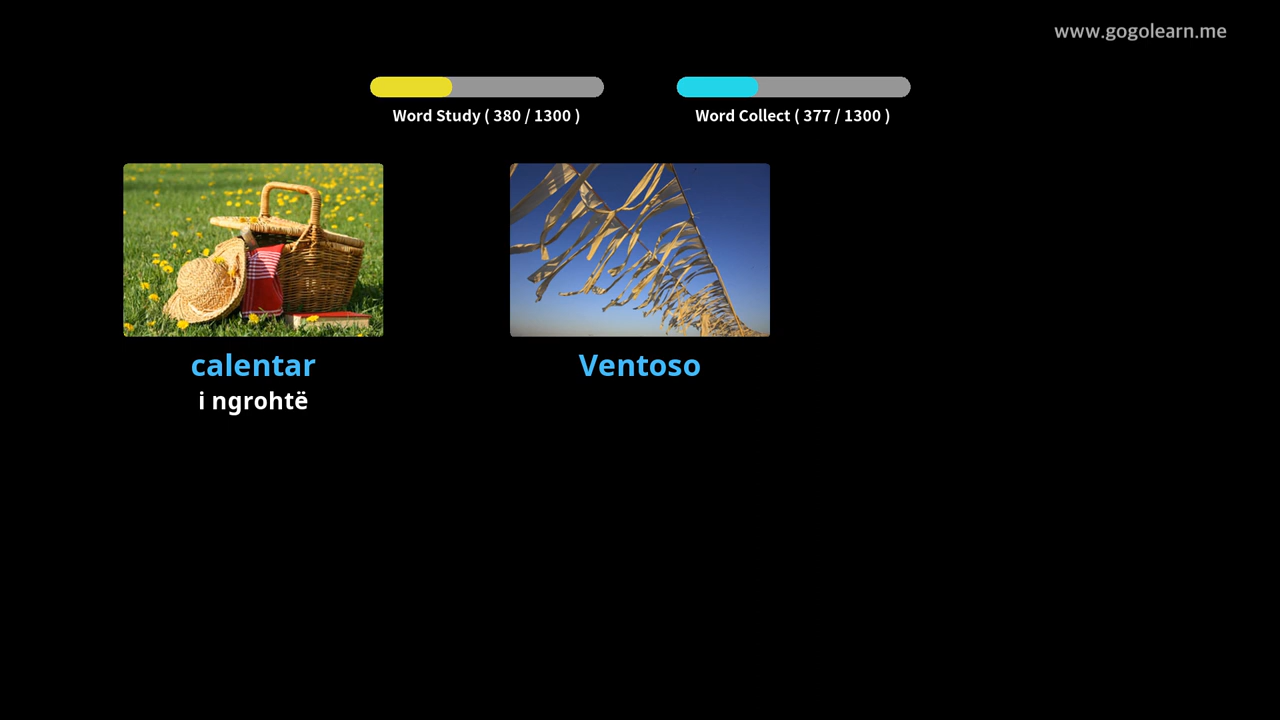 www.gogolearn.me
Word Study ( 380 / 1300 )
Word Collect ( 377 / 1300 )
calentar
i ngrohtë
Ventoso